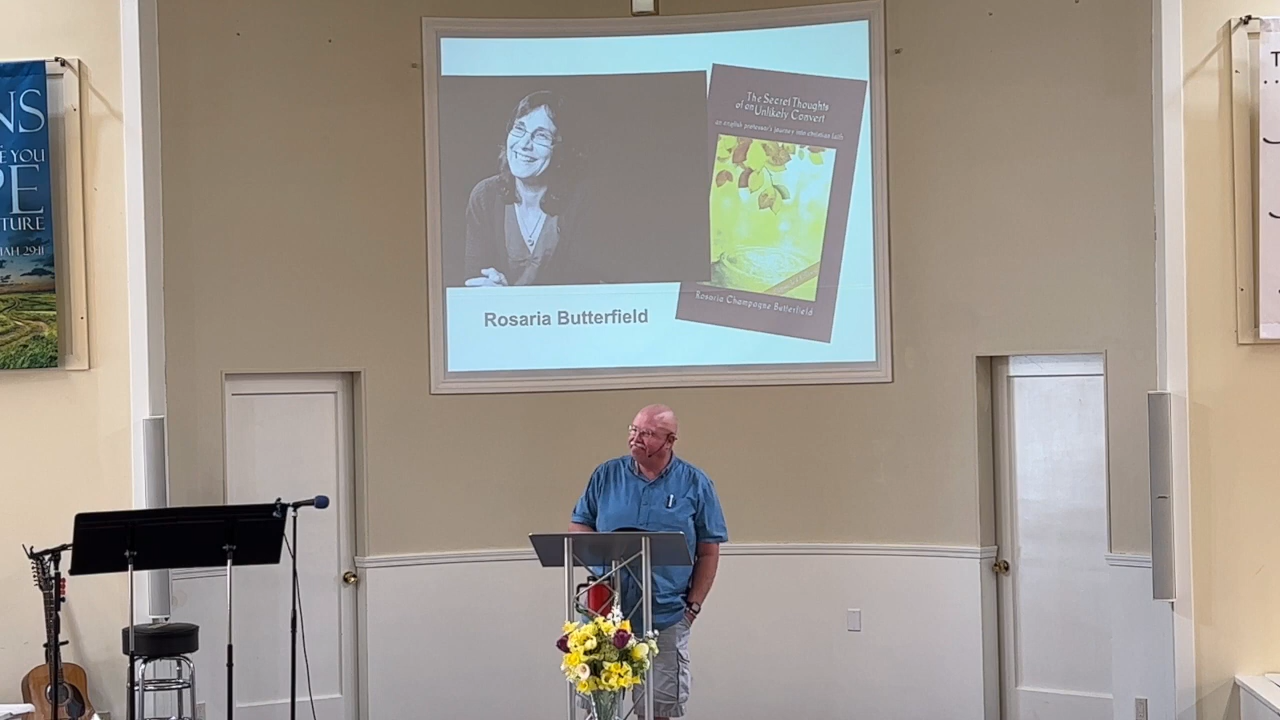 NS
E YOU
PE
TURE
IAH 29:11
The Secret Thoughts
of an Unlikely Convert
an english professor's journey into christian faith
Rosaria Champagne Butterfield
Rosaria Butterfield
T